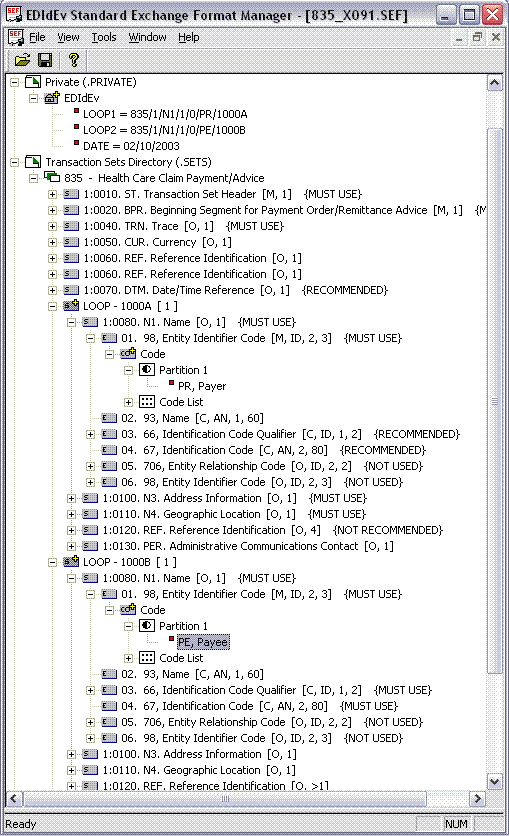 EDIdEv Standard Exchange Format Manager - [835_X091.SEF]
File View Tools Window Help
Private (.PRIVATE)
EDIdEv
LOOP1 = 835/1/N1/1/0/PR/1000A
LOOP2 = 835/1/N1/1/0/PE/1000B
DATE = 02/10/2003
Transaction Sets Directory (.SETS)
835 - Health Care Claim Payment/Advice
1:0010. ST. Transaction Set Header [M, 1] {MUST USE}
1:0020. BPR. Beginning Segment for Payment Order/Remittance Advice [M, 1] {M
1:0040. TRN. Trace [O, 1] {MUST USE}
1:0050. CUR. Currency [O, 1]
1:0060. REF. Reference Identification [O, 1]
1:0060. REF. Reference Identification [O, 1]
1:0070. DTM. Date/Time Reference [O, 1] {RECOMMENDED}
LOOP - 1000A [ 1 ]
1:0080. N1. Name [O, 1] {MUST USE}
01. 98, Entity Identifier Code [M, ID, 2, 3] {MUST USE}
Code
Partition 1
PR, Payer
Code List
02. 93, Name [C, AN, 1, 60]
03. 66, Identification Code Qualifier [C, ID, 1, 2] {RECOMMENDED}
04. 67, Identification Code [C, AN, 2, 80] {RECOMMENDED}
05. 706, Entity Relationship Code [O, ID, 2, 2] {NOT USED}
06. 98, Entity Identifier Code [O, ID, 2, 3] {NOT USED}
1:0100. N3. Address Information [O, 1] {MUST USE}
1:0110. N4. Geographic Location [O, 1] {MUST USE}
1:0120. REF. Reference Identification [O, 4] {NOT RECOMMENDED}
1:0130. PER. Administrative Communications Contact [O, 1]
LOOP - 1000B [ 1 ]
1:0080. N1. Name [O, 1] {MUST USE}
01. 98, Entity Identifier Code [M, ID, 2, 3] {MUST USE}
Code
Partition 1
PE, Payee
Code List
02. 93, Name [C, AN, 1, 60]
03. 66, Identification Code Qualifier [C, ID, 1, 2] {MUST USE}
04. 67, Identification Code [C, AN, 2, 80] {MUST USE}
05. 706, Entity Relationship Code [O, ID, 2, 2] {NOT USED}
06. 98, Entity Identifier Code [O, ID, 2, 3] {NOT USED}
1:0100. N3. Address Information [O, 1]
1:0110. N4. Geographic Location [O, 1]
1:0120. REF. Reference Identification [O, >1]
Ready NUM